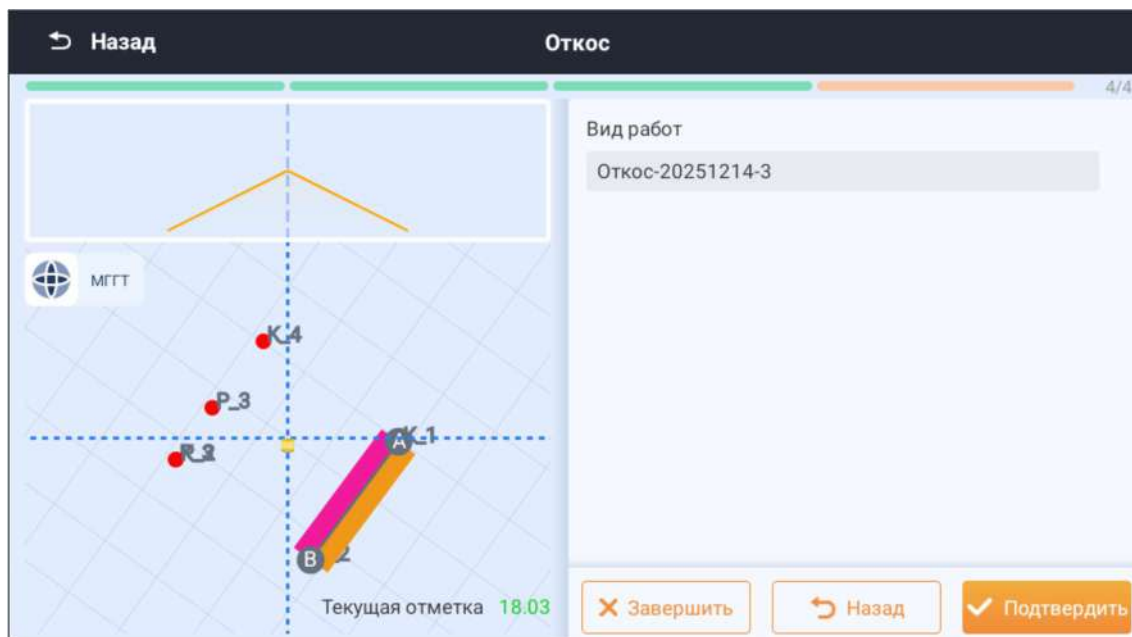 Назад
Откос
4/4
Вид работ
Откос-20251214-3
МГГТ
K_4
P_3
A
K_1
B
2
Текущая отметка 18.03
Завершить
Назад
Подтвердить